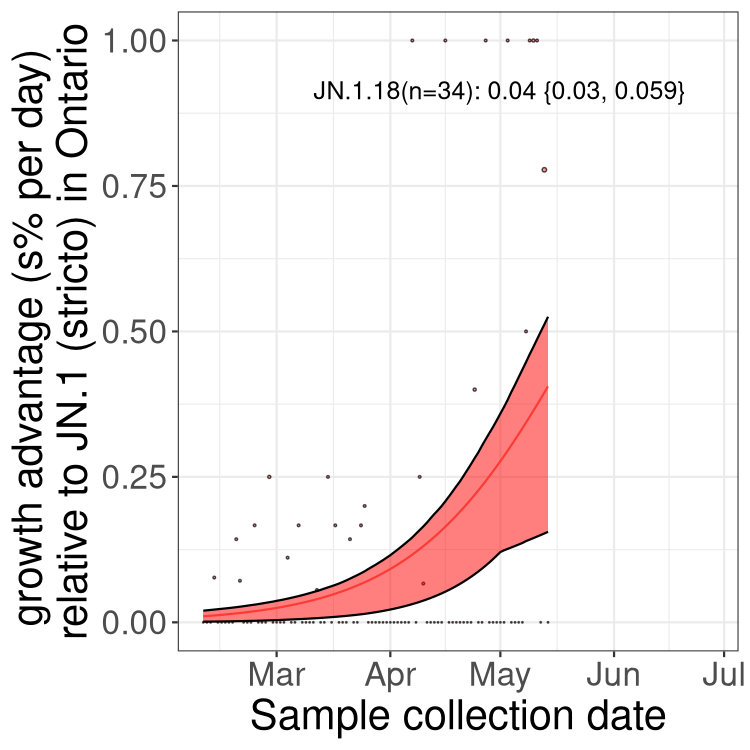 growth advantage (s% per day)
relative to JN.1 (stricto) in Ontario
1.00
0.75
0.50
0.25
0.00
JN.1.18(n=34): 0.04 {0.03, 0.059}
Mar Apr May Jun Jul
Sample collection date